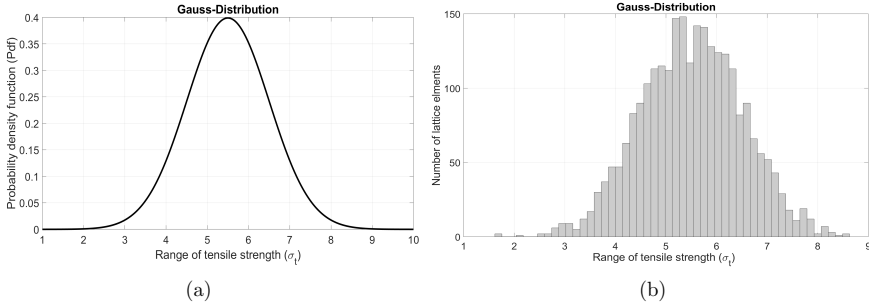 Gauss-Distribution
Probability density function (Pdf)
0.4
0.35
0.3
0.25
0.2
0.15
0.1
0.05
0
1 2 3 4 5 6 7 8 9 10
Range of tensile strength (σt)
(a)
Gauss-Distribution
Number of lattice elments
150
100
50
0
1 2 3 4 5 6 7 8 9
Range of tensile strength (σt)
(b)